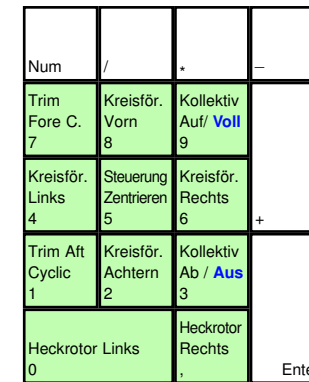 Num / * –
Trim Fore C. 7
Kreisför. Vorn 8
Kollektiv Auf/ Voll 9
Kreisför. Links 4
Steuerung Zentrieren 5
Kreisför. Rechts 6
+
Trim Aft Cyclic 1
Kreisför. Achtern 2
Kollektiv Ab / Aus 3
Heckrotor Links 0
Heckrotor Rechts ,
Ente